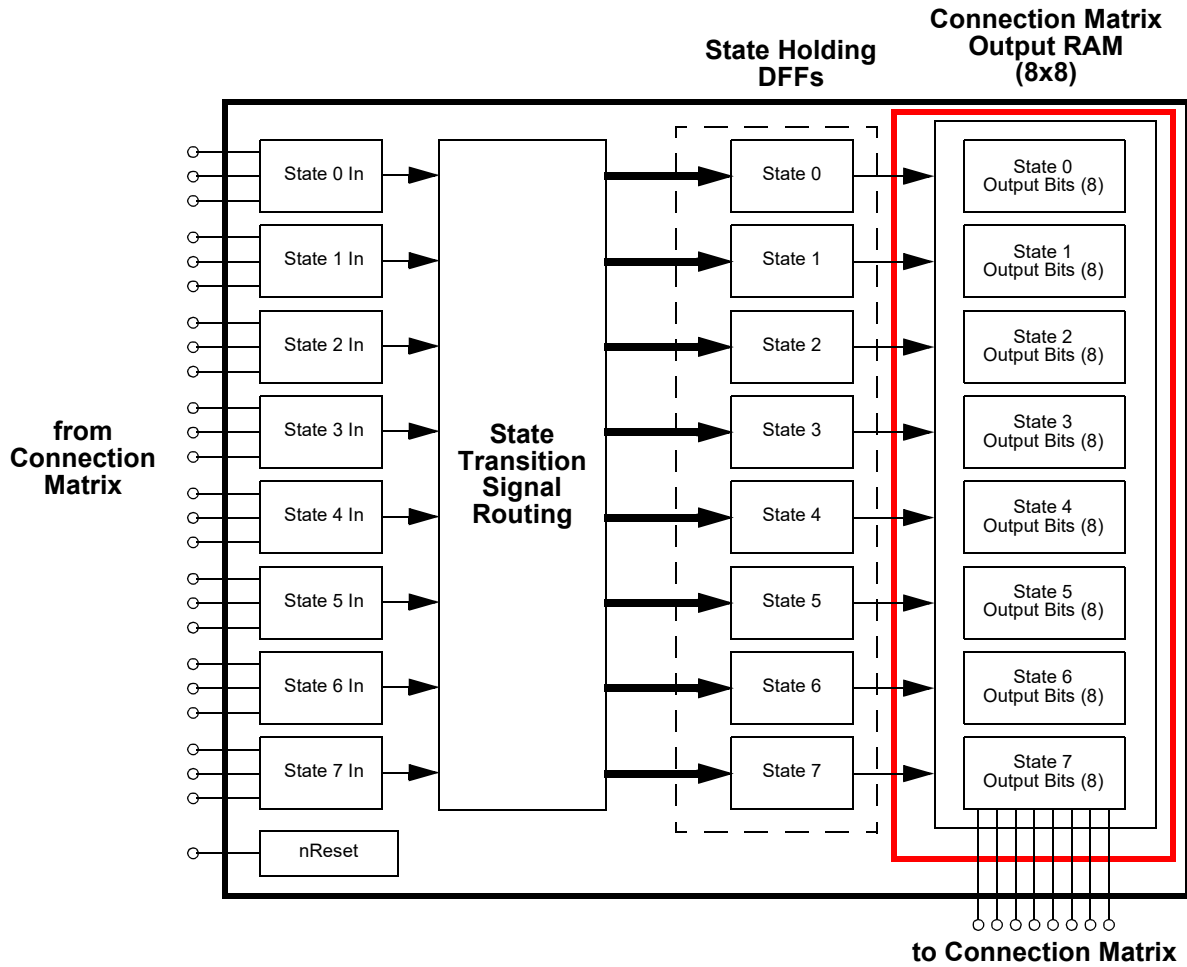 Connection Matrix
Output RAM
(8x8)
State Holding
DFFs
State 0 In
State 0
State 0
Output Bits (8)
State 1 In
State 1
State 1
Output Bits (8)
State 2 In
State 2
State 2
Output Bits (8)
from
Connection
Matrix
State 3 In
State
Transition
Signal
Routing
State 3
State 3
Output Bits (8)
State 4 In
State 4
State 4
Output Bits (8)
State 5 In
State 5
State 5
Output Bits (8)
State 6 In
State 6
State 6
Output Bits (8)
State 7 In
State 7
State 7
Output Bits (8)
nReset
to Connection Matrix